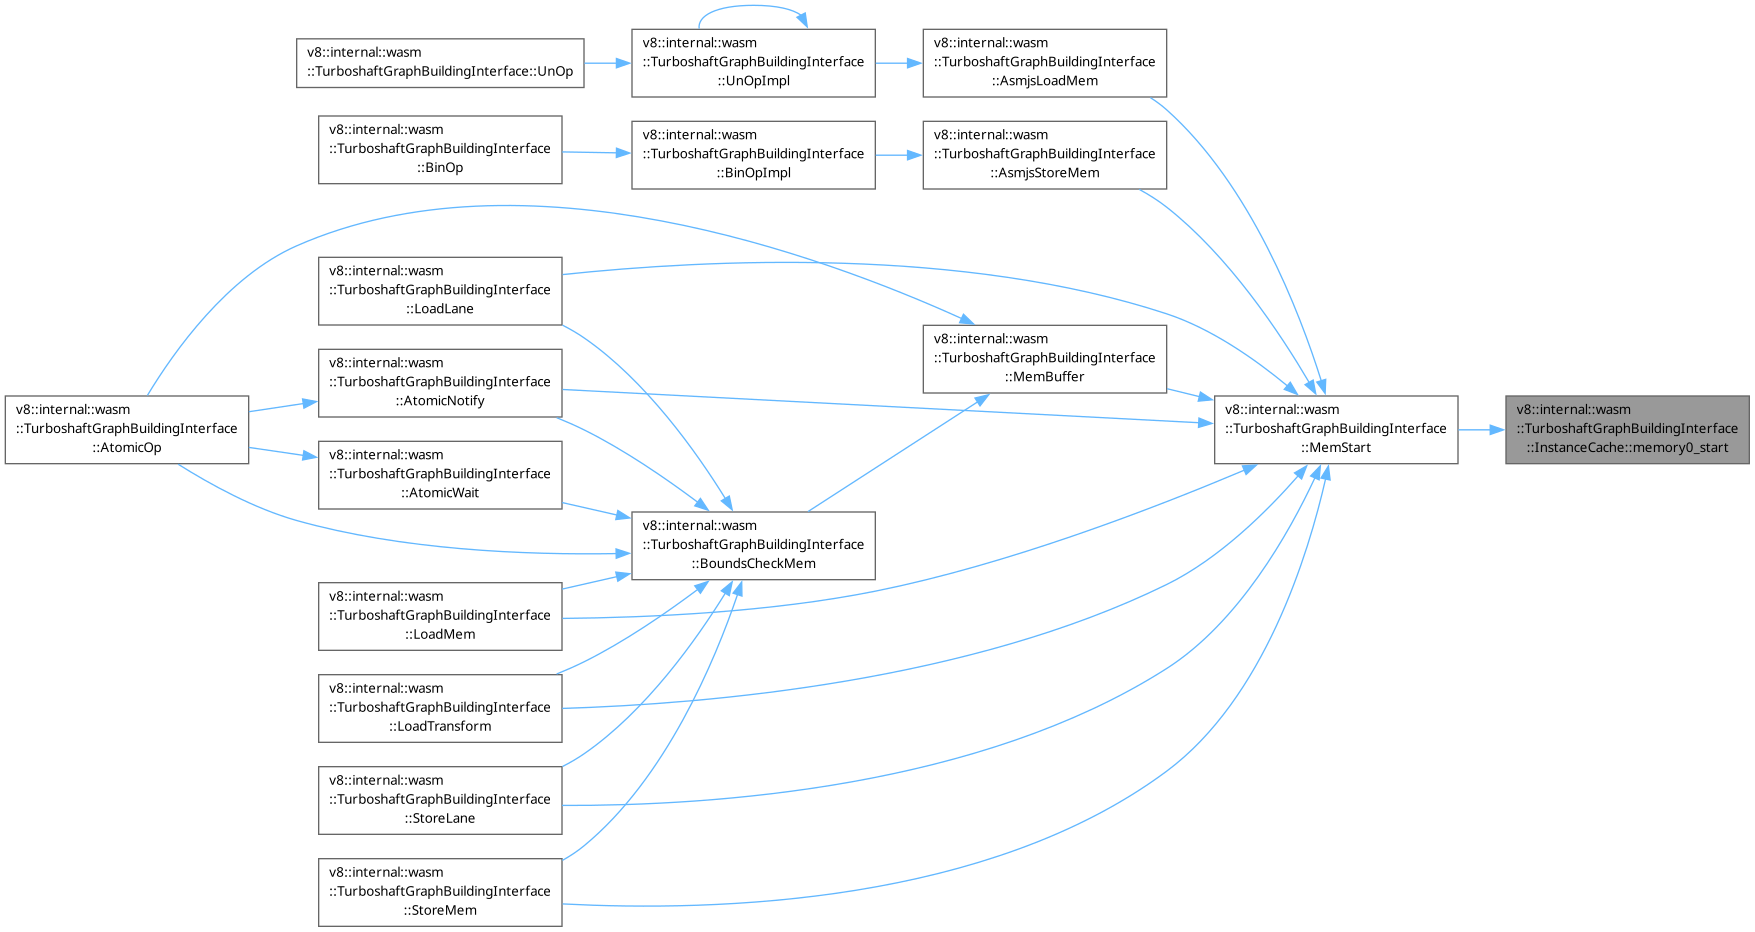 v8::internal::wasm
::TurboshaftGraphBuildingInterface::UnOp
v8::internal::wasm
::TurboshaftGraphBuildingInterface
::UnOpImpl
v8::internal::wasm
::TurboshaftGraphBuildingInterface
::AsmjsLoadMem
v8::internal::wasm
::TurboshaftGraphBuildingInterface
::BinOp
v8::internal::wasm
::TurboshaftGraphBuildingInterface
::BinOpImpl
v8::internal::wasm
::TurboshaftGraphBuildingInterface
::AsmjsStoreMem
v8::internal::wasm
::TurboshaftGraphBuildingInterface
::LoadLane
v8::internal::wasm
::TurboshaftGraphBuildingInterface
::MemBuffer
v8::internal::wasm
::TurboshaftGraphBuildingInterface
::AtomicNotify
v8::internal::wasm
::TurboshaftGraphBuildingInterface
::AtomicOp
v8::internal::wasm
::TurboshaftGraphBuildingInterface
::MemStart
v8::internal::wasm
::TurboshaftGraphBuildingInterface
::InstanceCache::memory0_start
v8::internal::wasm
::TurboshaftGraphBuildingInterface
::AtomicWait
v8::internal::wasm
::TurboshaftGraphBuildingInterface
::BoundsCheckMem
v8::internal::wasm
::TurboshaftGraphBuildingInterface
::LoadMem
v8::internal::wasm
::TurboshaftGraphBuildingInterface
::LoadTransform
v8::internal::wasm
::TurboshaftGraphBuildingInterface
::StoreLane
v8::internal::wasm
::TurboshaftGraphBuildingInterface
::StoreMem